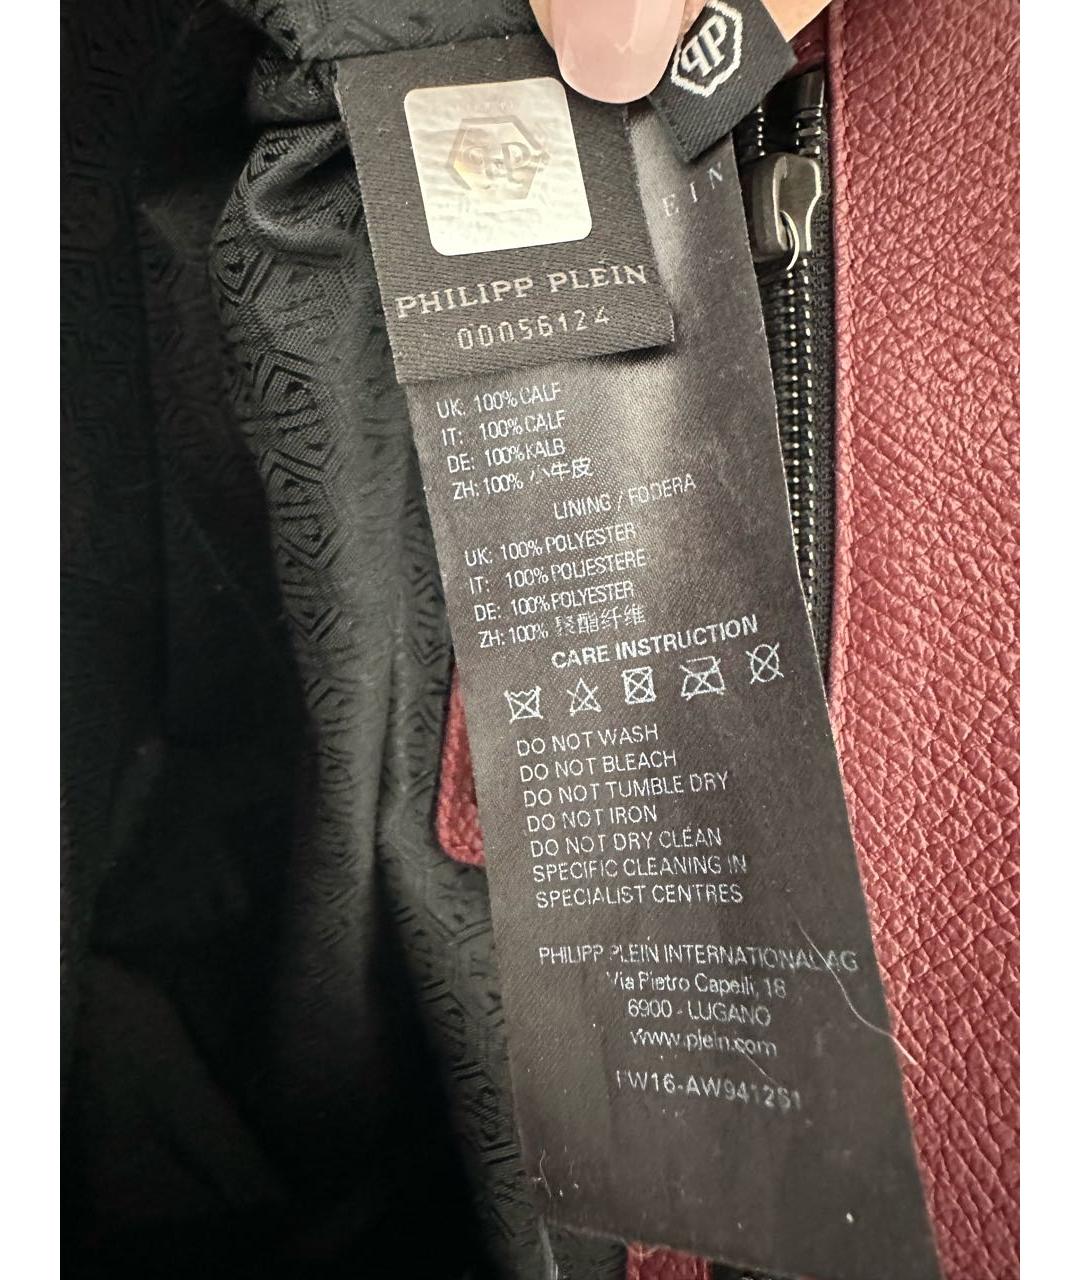 PHILIPP PLEIN
00056124
EIN
UK: 100% CALF
IT: 100% CALF
DE: 100% KALB
ZH: 100% 小牛皮
LINING / FODERA
UK: 100% POLYESTER
IT: 100% POLIESTERE
DE: 100% POLYESTER
ZH: 100% 聚酯纤维
CARE INSTRUCTION
DO NOT WASH
DO NOT BLEACH
DO NOT TUMBLE DRY
DO NOT IRON
DO NOT DRY CLEAN
SPECIFIC CLEANING IN
SPECIALIST CENTRES
PHILIPP PLEIN INTERNATIONAL AG
Via Pietro Capelli, 18
6900 - LUGANO
www.plein.com